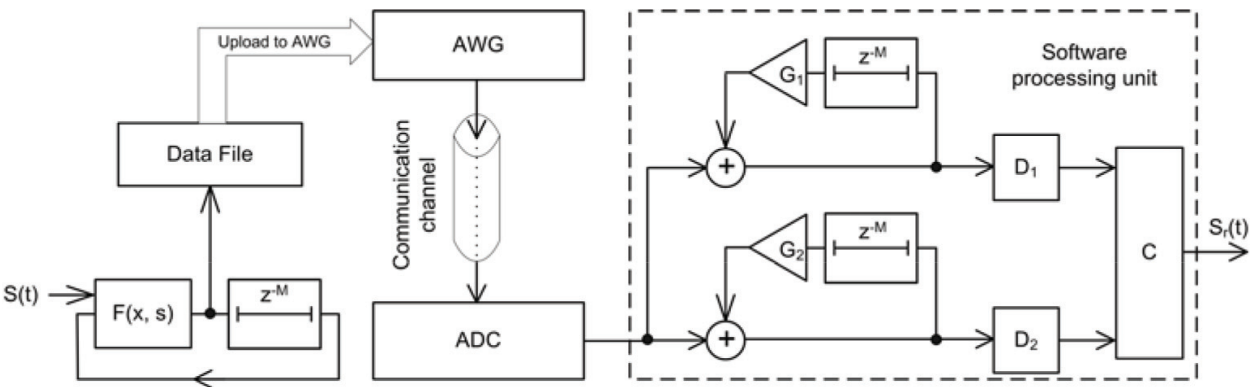 Upload to AWG
AWG
Data File
Communication
channel
S(t)
F(x, s)
z-M
ADC
Software
processing unit
G1
z-M
+
D1
G2
z-M
+
D2
C
Sr(t)